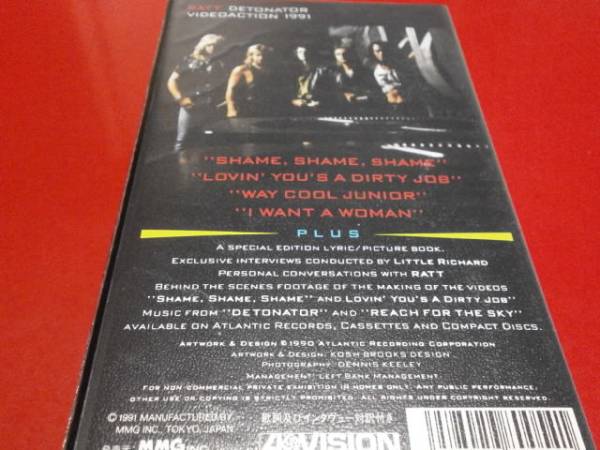 RATT DETONATOR
VIDEOACTION 1991
"SHAME, SHAME, SHAME"
"LOVIN' YOU'S A DIRTY JOB"
"WAY COOL JUNIOR"
"I WANT A WOMAN"
PLUS
A SPECIAL EDITION LYRIC/PICTURE BOOK.
EXCLUSIVE INTERVIEWS CONDUCTED BY LITTLE RICHARD
PERSONAL CONVERSATIONS WITH RATT
BEHIND THE SCENES FOOTAGE OF THE MAKING OF THE VIDEOS
"SHAME, SHAME, SHAME" AND LOVIN' YOU'S A DIRTY JOB"
MUSIC FROM "DETONATOR" AND "REACH FOR THE SKY"
AVAILABLE ON ATLANTIC RECORDS, CASSETTES AND COMPACT DISCS.
ARTWORK & DESIGN ©1990 ATLANTIC RECORDING CORPORATION
ARTWORK & DESIGN: KOSH BROOKS DESIGN
PHOTOGRAPHY: DENNIS KEELEY
MANAGEMENT: LEFT BANK MANAGEMENT.
FOR NON-COMMERCIAL PRIVATE EXHIBITION IN HOMES ONLY. ANY PUBLIC PERFORMANCE,
OTHER USE OR COPYING IS STRICTLY PROHIBITED. ALL RIGHTS UNDER COPYRIGHT RESERVED
©1991 MANUFACTURED BY
MMG INC., TOKYO, JAPAN
歌詞及びインタヴュー対訳付き
発売元 MMG INC.
A★VISION